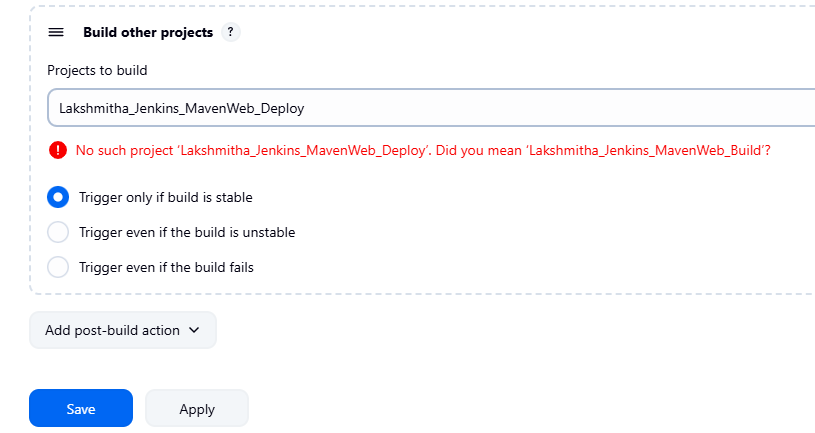 Build other projects ?
Projects to build
Lakshmitha_Jenkins_MavenWeb_Deploy
No such project ‘Lakshmitha_Jenkins_MavenWeb_Deploy’. Did you mean ‘Lakshmitha_Jenkins_MavenWeb_Build’?
Trigger only if build is stable
Trigger even if the build is unstable
Trigger even if the build fails
Add post-build action
Save Apply